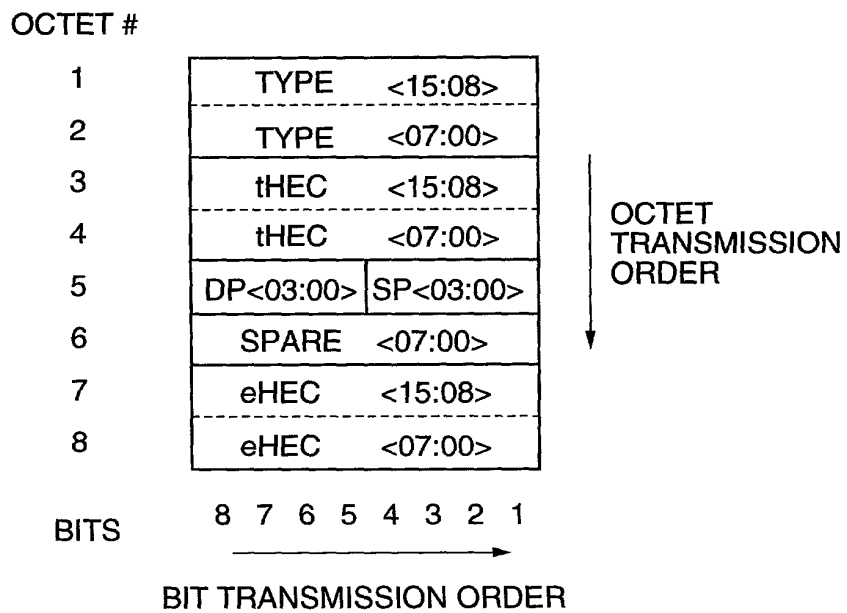 OCTET #
1 TYPE <15:08>
2 TYPE <07:00>
3 tHEC <15:08>
4 tHEC <07:00>
5 DP<03:00> SP<03:00>
6 SPARE <07:00>
7 eHEC <15:08>
8 eHEC <07:00>
OCTET
TRANSMISSION
ORDER
BITS 8 7 6 5 4 3 2 1
BIT TRANSMISSION ORDER